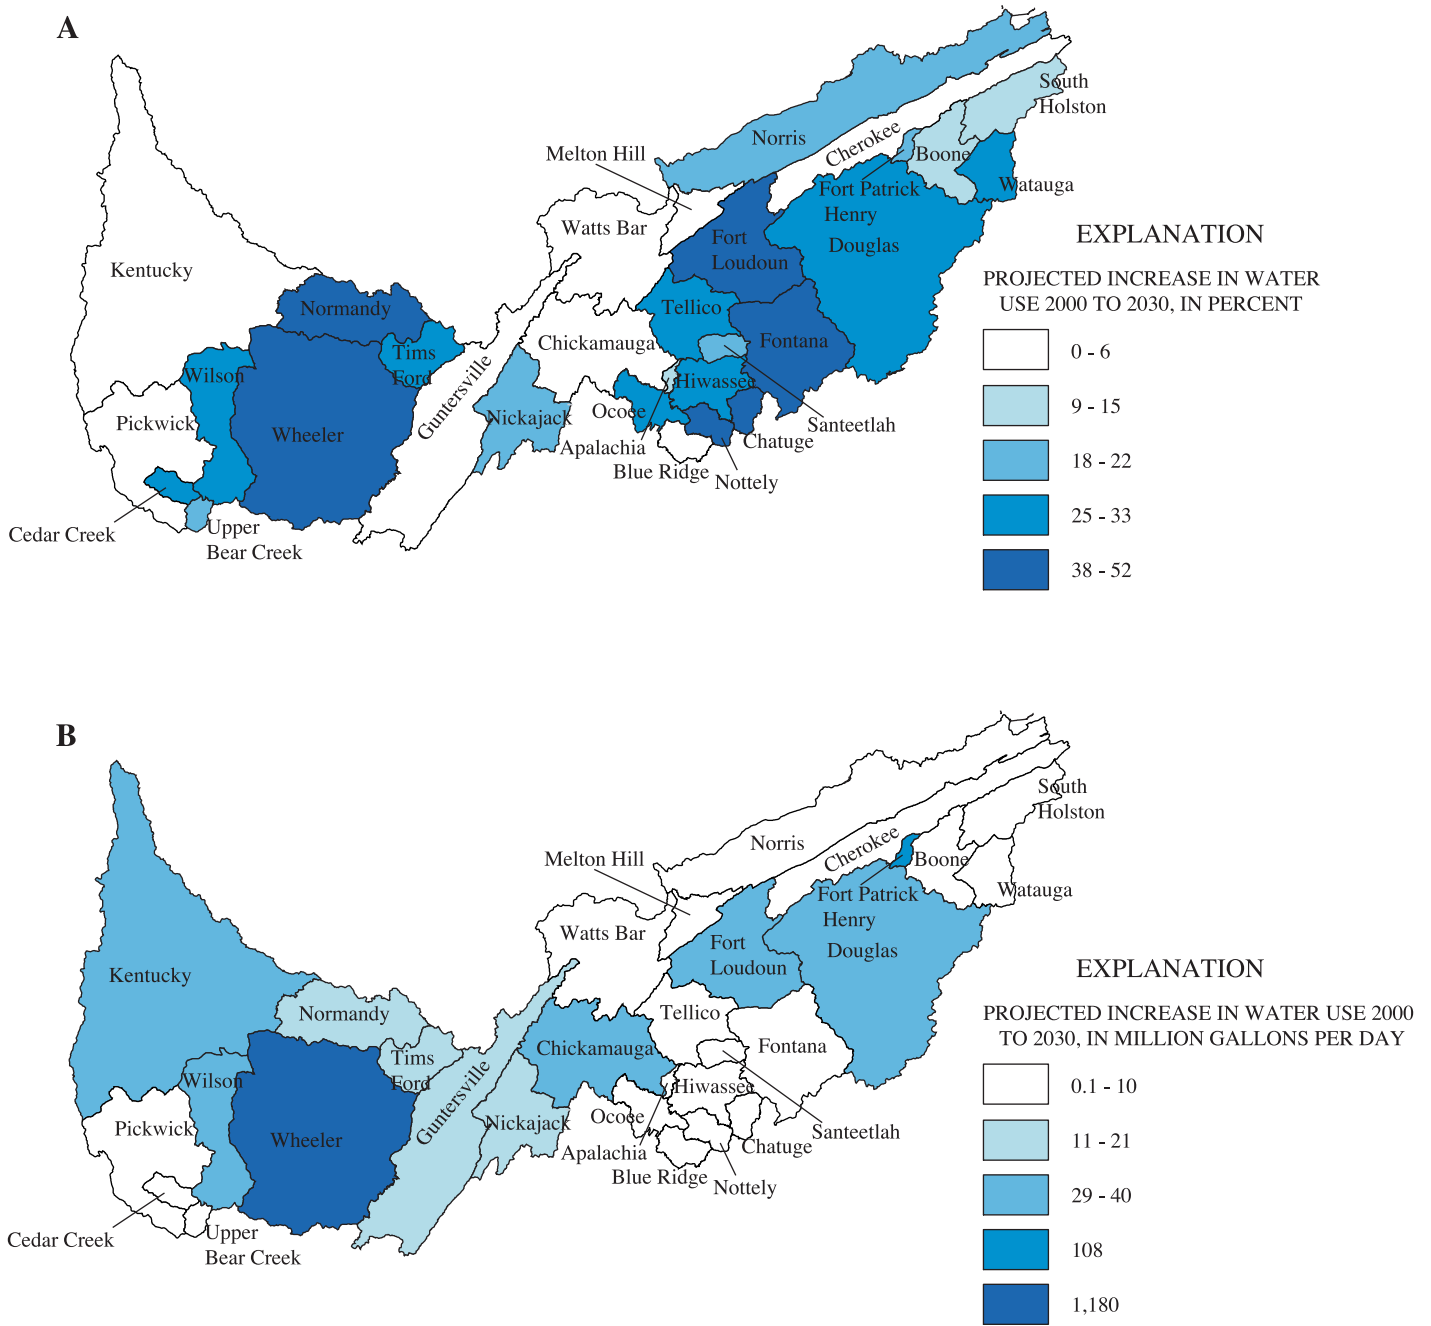 A
South
Holston
Norris
Cherokee
Melton Hill
Boone
Fort Patrick
Henry
Watauga
Watts Bar
Fort
Loudoun
Douglas
Kentucky
Normandy
Tellico
Chickamauga
Fontana
Tims
Ford
Wilson
Guntersville
Hiwassee
Pickwick
Wheeler
Nickajack
Ocoee
Santeetlah
Apalachia
Chatuge
Blue Ridge
Nottely
Cedar Creek
Upper
Bear Creek
EXPLANATION
PROJECTED INCREASE IN WATER
USE 2000 TO 2030, IN PERCENT
0 - 6
9 - 15
18 - 22
25 - 33
38 - 52
B
South
Holston
Norris
Cherokee
Melton Hill
Boone
Fort Patrick
Henry
Watauga
Watts Bar
Fort
Loudoun
Douglas
Kentucky
Normandy
Tellico
Chickamauga
Fontana
Tims
Ford
Wilson
Guntersville
Hiwassee
Pickwick
Wheeler
Nickajack
Ocoee
Santeetlah
Apalachia
Chatuge
Blue Ridge
Nottely
Cedar Creek
Upper
Bear Creek
EXPLANATION
PROJECTED INCREASE IN WATER USE 2000
TO 2030, IN MILLION GALLONS PER DAY
0.1 - 10
11 - 21
29 - 40
108
1,180